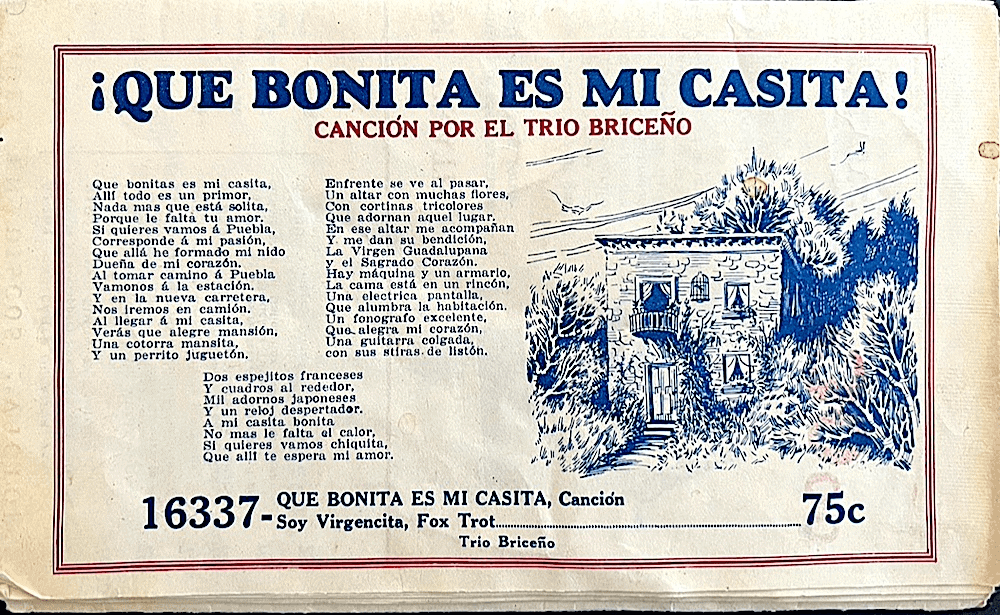 ¡QUE BONITA ES MI CASITA!
CANCIÓN POR EL TRIO BRICEÑO
Que bonitas es mi casita,
Allí todo es un primor,
Nada mas que está solita,
Porque le falta tu amor.
Si quieres vamos á Puebla,
Corresponde á mi pasión,
Que allá he formado mi nido
Dueña de mi corazón.
Al tomar camino á Puebla
Vamonos á la estación.
Y en la nueva carretera,
Nos iremos en camión.
Al llegar á mi casita,
Verás que alegre mansión,
Una cotorra mansita,
Y un perrito juguetón.
Enfrente se ve al pasar,
Un altar con muchas flores,
Con cortinas tricolores
Que adornan aquel lugar.
En ese altar me acompañan
Y me dan su bendición,
La Virgen Guadalupana
y el Sagrado Corazón.
Hay máquina y un armario,
La cama está en un rincón,
Una electrica pantalla,
Que alumbra la habitación.
Un fonografo excelente,
Que alegra mi corazón,
Una guitarra colgada,
con sus stiras de listón.
Dos espejitos franceses
Y cuadros al rededor,
Mil adornos japoneses
Y un reloj despertador.
A mi casita bonita
No mas le falta el calor,
Si quieres vamos chiquita,
Que allí te espera mi amor.
16337-QUE BONITA ES MI CASITA, Canción
Soy Virgencita, Fox Trot 75c
Trio Briceño